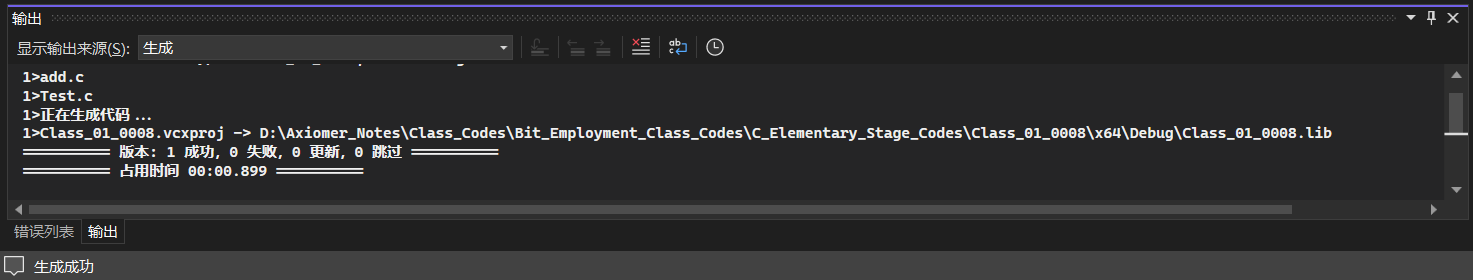 输出
显示输出来源(S): 生成
1>add.c
1>Test.c
1>正在生成代码...
1>Class_01_0008.vcxproj -> D:\Axiomer_Notes\Class_Codes\Bit_Employment_Class_Codes\C_Elementary_Stage_Codes\Class_01_0008\x64\Debug\Class_01_0008.lib
========== 版本: 1 成功, 0 失败, 0 更新, 0 跳过 ==========
========== 占用时间 00:00.899 ==========
错误列表 输出
生成成功